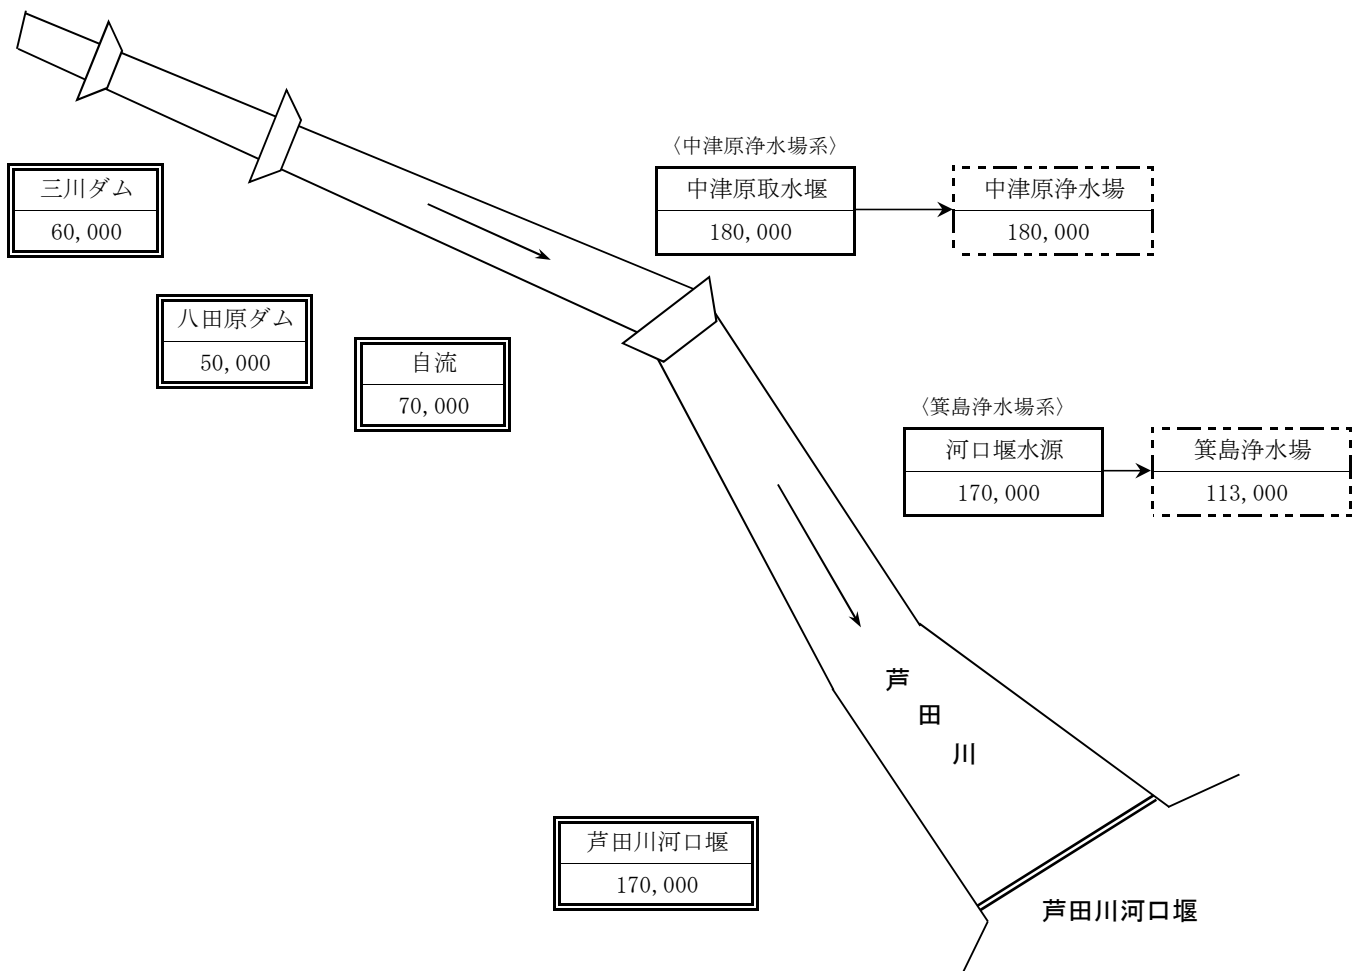 〈中津原浄水場系〉
三川ダム
60,000
中津原取水堰
180,000
中津原浄水場
180,000
八田原ダム
50,000
自流
70,000
〈箕島浄水場系〉
河口堰水源
170,000
箕島浄水場
113,000
芦
田
川
芦田川河口堰
170,000
芦田川河口堰